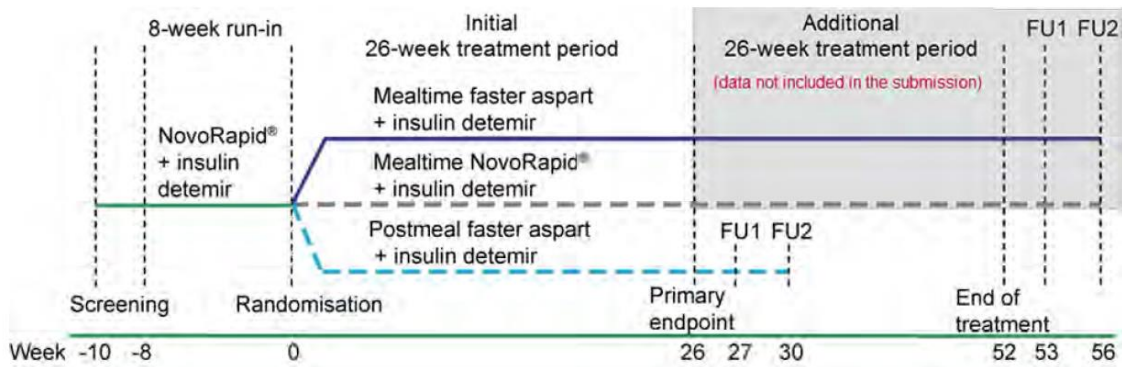 8-week run-in
Initial
26-week treatment period
Additional
26-week treatment period
(data not included in the submission)
FU1 FU2
NovoRapid®
+ insulin
detemir
Mealtime faster aspart
+ insulin detemir
Mealtime NovoRapid®
+ insulin detemir
Postmeal faster aspart
+ insulin detemir
FU1 FU2
Screening
Randomisation
Primary
endpoint
End of
treatment
Week -10 -8 0 26 27 30 52 53 56